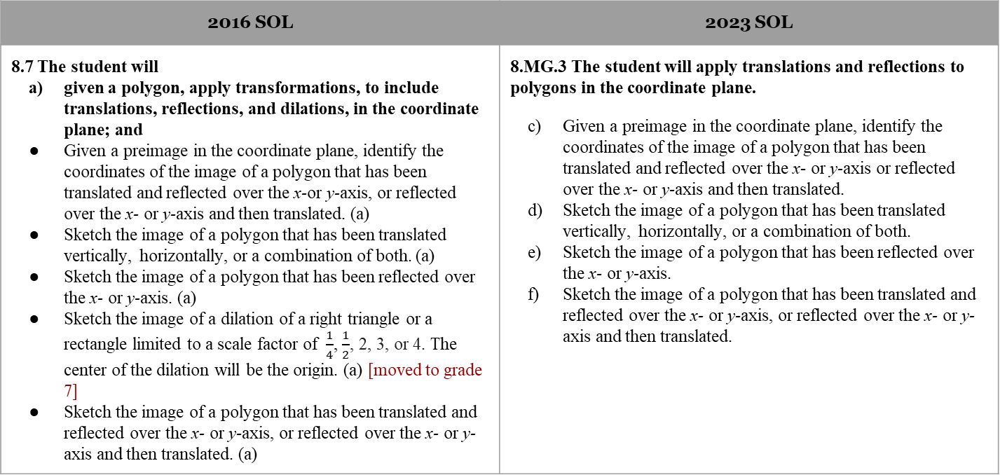 2016 SOL
2023 SOL
8.7 The student will
a) given a polygon, apply transformations, to include
translations, reflections, and dilations, in the coordinate
plane; and
● Given a preimage in the coordinate plane, identify the
coordinates of the image of a polygon that has been
translated and reflected over the x-or y-axis, or reflected
over the x- or y-axis and then translated. (a)
● Sketch the image of a polygon that has been translated
vertically, horizontally, or a combination of both. (a)
● Sketch the image of a polygon that has been reflected over
the x- or y-axis. (a)
● Sketch the image of a dilation of a right triangle or a
rectangle limited to a scale factor of 1/4, 1/2, 2, 3, or 4. The
center of the dilation will be the origin. (a) [moved to grade
7]
● Sketch the image of a polygon that has been translated and
reflected over the x- or y-axis, or reflected over the x- or y-
axis and then translated. (a)
8.MG.3 The student will apply translations and reflections to
polygons in the coordinate plane.
c) Given a preimage in the coordinate plane, identify the
coordinates of the image of a polygon that has been
translated and reflected over the x- or y-axis or reflected
over the x- or y-axis and then translated.
d) Sketch the image of a polygon that has been translated
vertically, horizontally, or a combination of both.
e) Sketch the image of a polygon that has been reflected over
the x- or y-axis.
f) Sketch the image of a polygon that has been translated and
reflected over the x- or y-axis, or reflected over the x- or y-
axis and then translated.